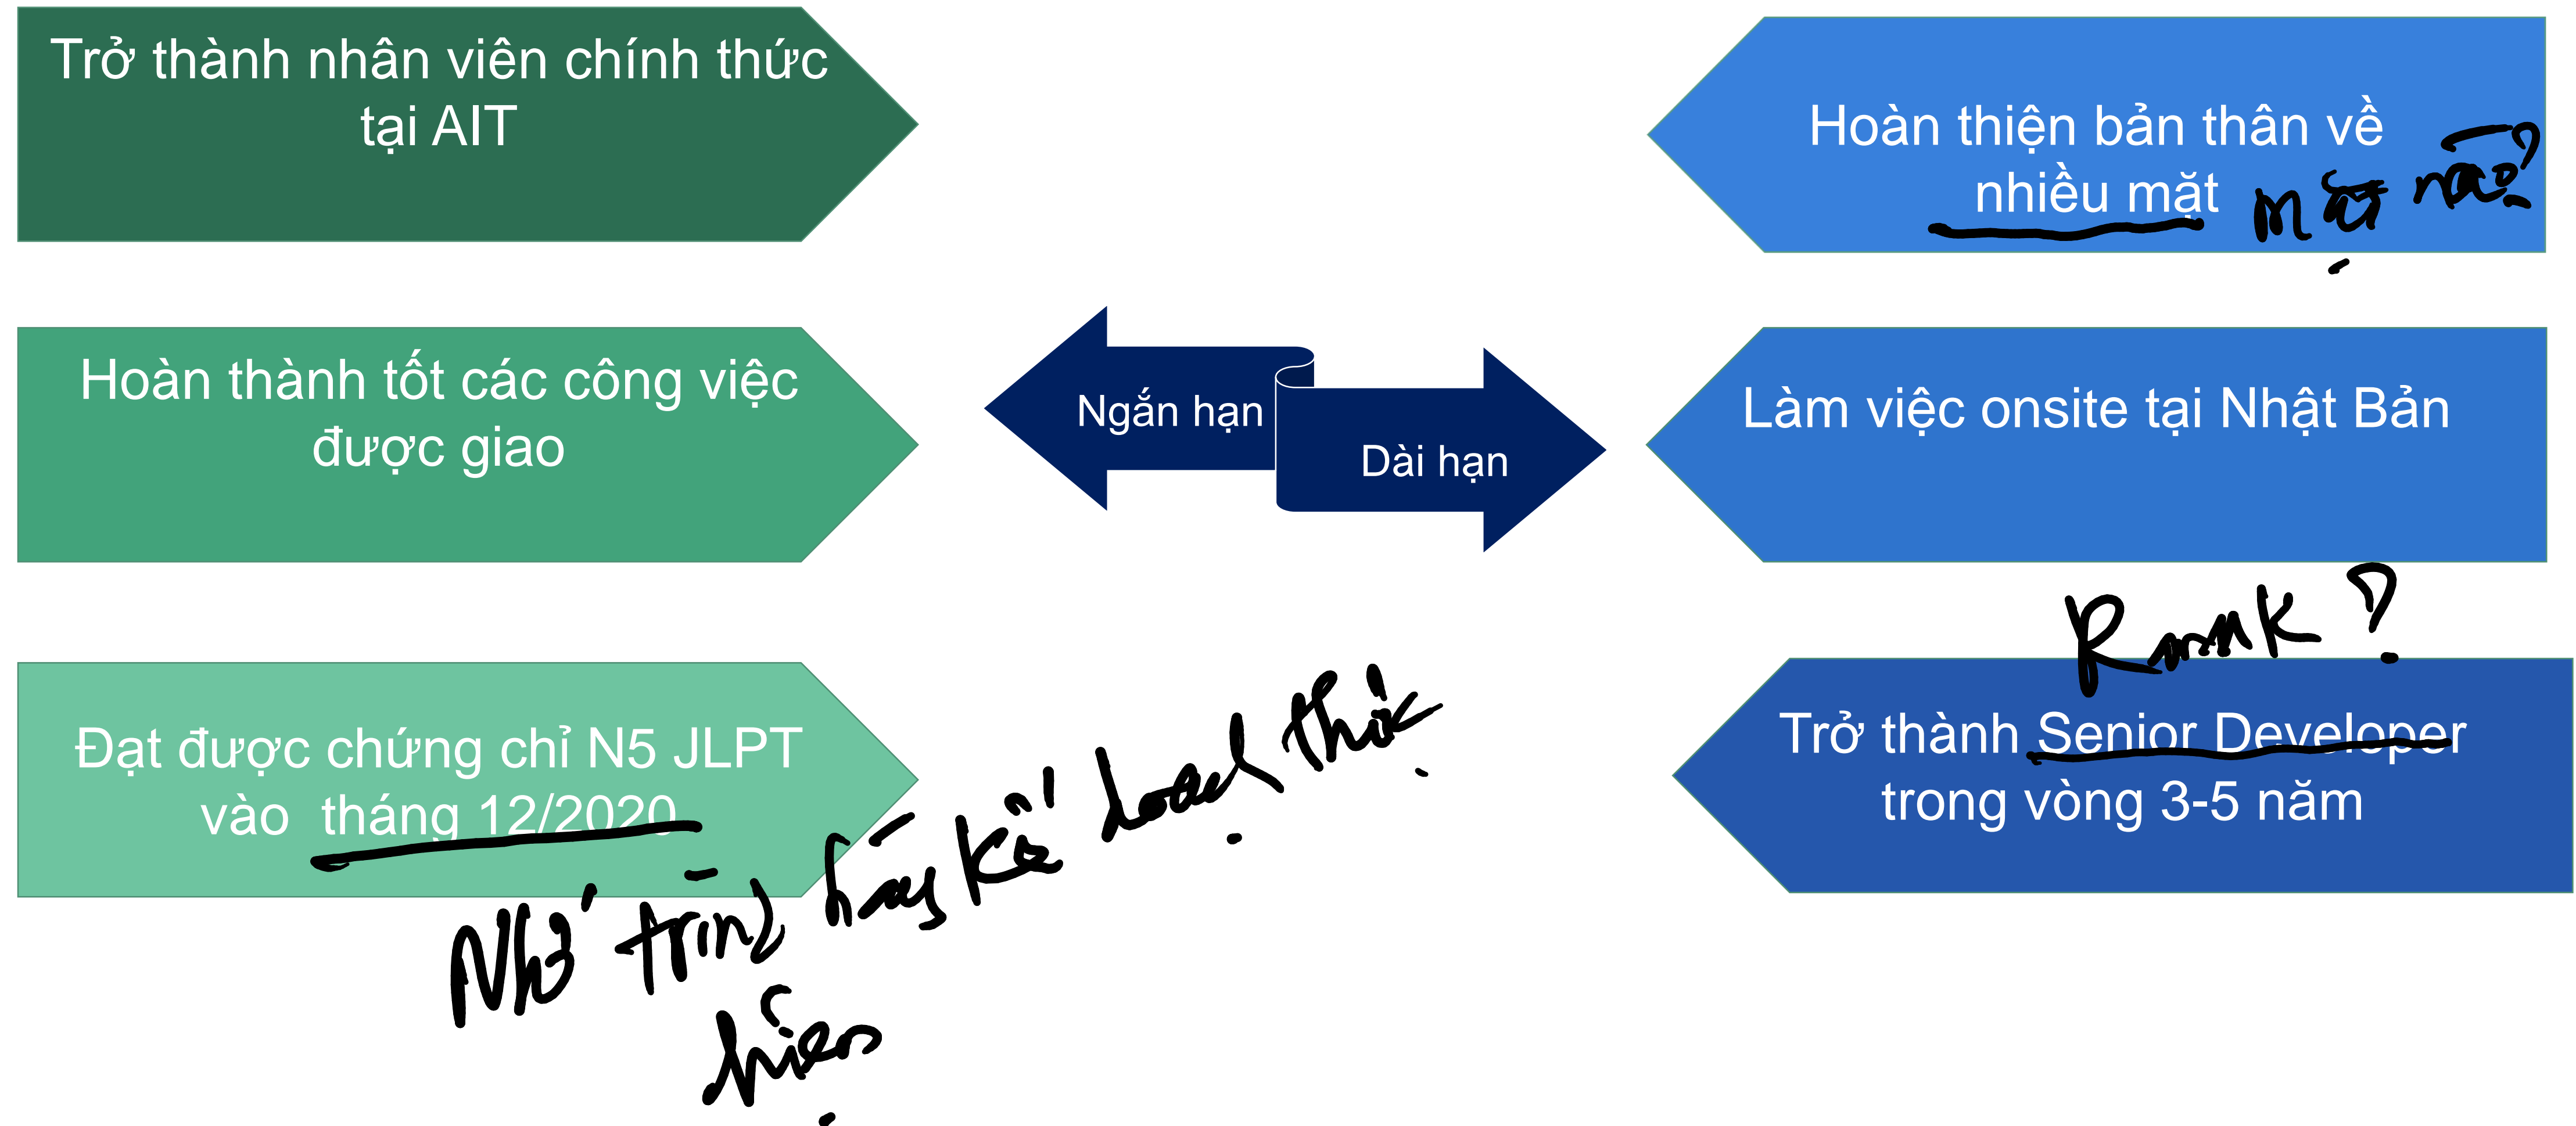 Trở thành nhân viên chính thức
tại AIT
Hoàn thành tốt các công việc
được giao
Đạt được chứng chỉ N5 JLPT
vào tháng 12/2020
Nhớ trình hàng kế hoạch thực
hiện
Ngắn hạn
Dài hạn
Hoàn thiện bản thân về
nhiều mặt mặt nào?
Làm việc onsite tại Nhật Bản
Rank?
Trở thành Senior Developer
trong vòng 3-5 năm